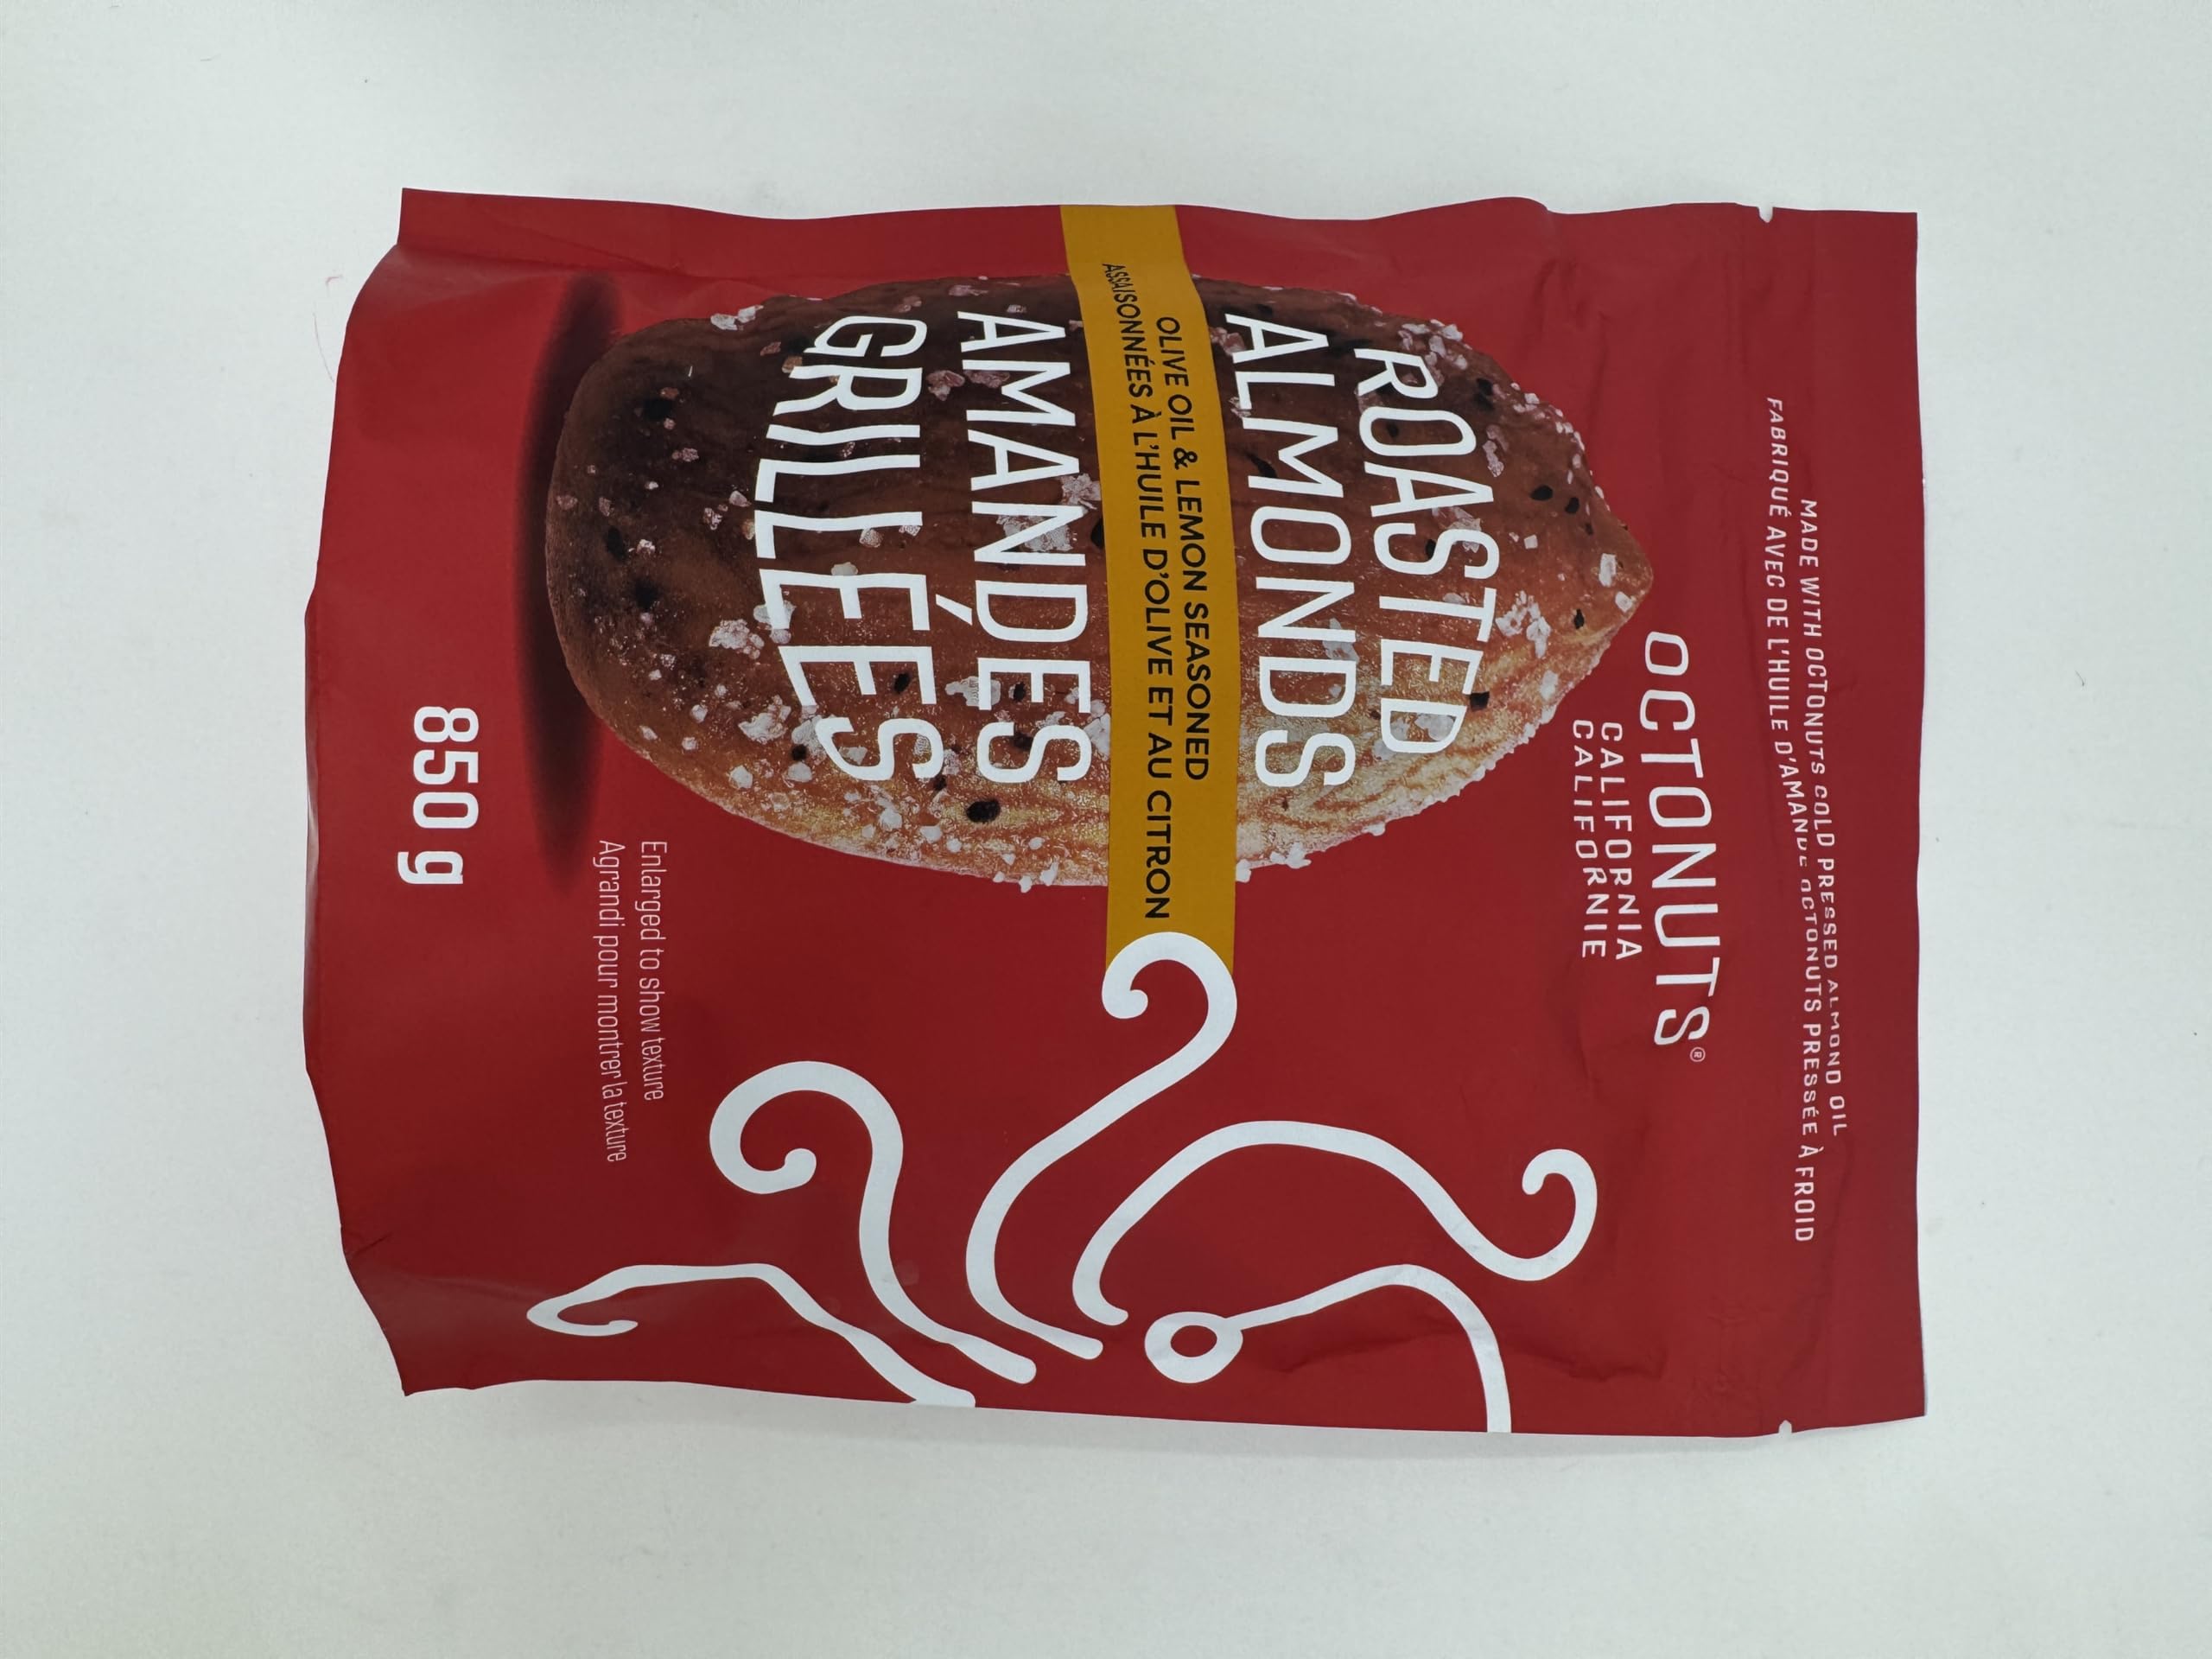 MADE WITH OCTONUTS COLD PRESSED ALMOND OIL
FABRIQUÉ AVEC DE L'HUILE D'AMANDE OCTONUTS PRESSÉE À FROID
OCTONUTS®
CALIFORNIA
CALIFORNIE
ROASTED
ALMONDS
OLIVE OIL & LEMON SEASONED
ASSAISONNÉES À L'HUILE D'OLIVE ET AU CITRON
AMANDES
GRILLÉES
Enlarged to show texture
Agrandi pour montrer la texture
850 g